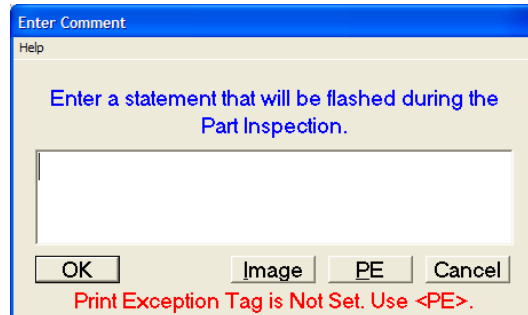 Enter Comment
Help
Enter a statement that will be flashed during the
Part Inspection.
OK Image PE Cancel
Print Exception Tag is Not Set. Use <PE>.